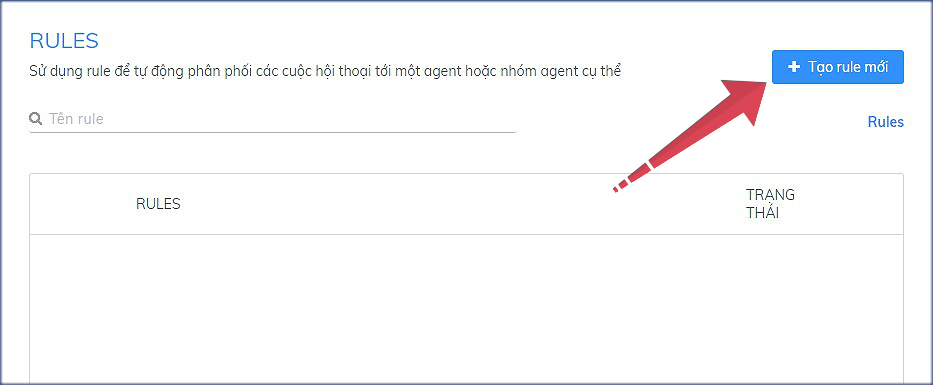 RULES
Sử dụng rule để tự động phân phối các cuộc hội thoại tới một agent hoặc nhóm agent cụ thể
+ Tạo rule mới
Tên rule
Rules
RULES
TRẠNG
THÁI